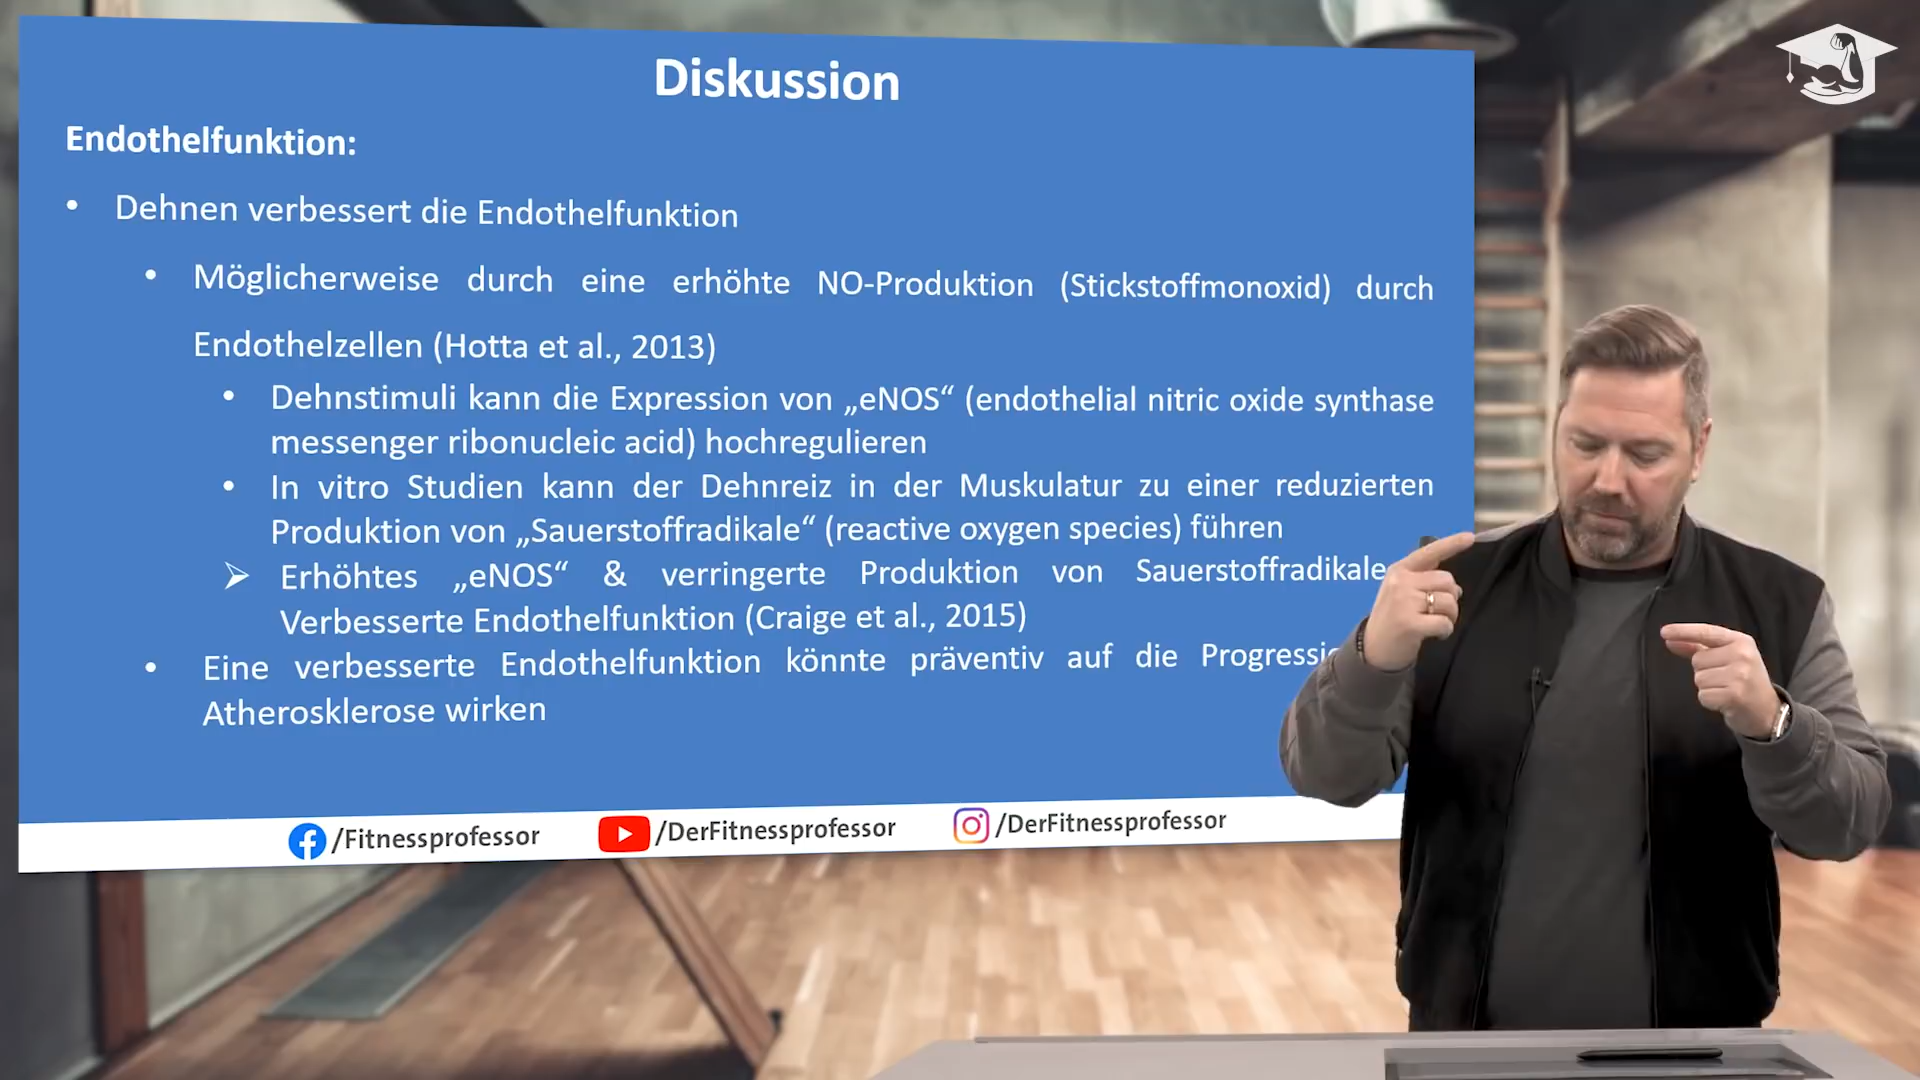 Diskussion
Endothelfunktion:
• Dehnen verbessert die Endothelfunktion
• Möglicherweise durch eine erhöhte NO-Produktion (Stickstoffmonoxid) durch
Endothelzellen (Hotta et al., 2013)
• Dehnstimuli kann die Expression von „eNOS“ (endothelial nitric oxide synthase
messenger ribonucleic acid) hochregulieren
• In vitro Studien kann der Dehnreiz in der Muskulatur zu einer reduzierten
Produktion von „Sauerstoffradikale“ (reactive oxygen species) führen
➢ Erhöhtes „eNOS“ & verringerte Produktion von Sauerstoffradikale
Verbesserte Endothelfunktion (Craige et al., 2015)
• Eine verbesserte Endothelfunktion könnte präventiv auf die
Atherosklerose wirken
/Fitnessprofessor /DerFitnessprofessor /DerFitnessprofessor